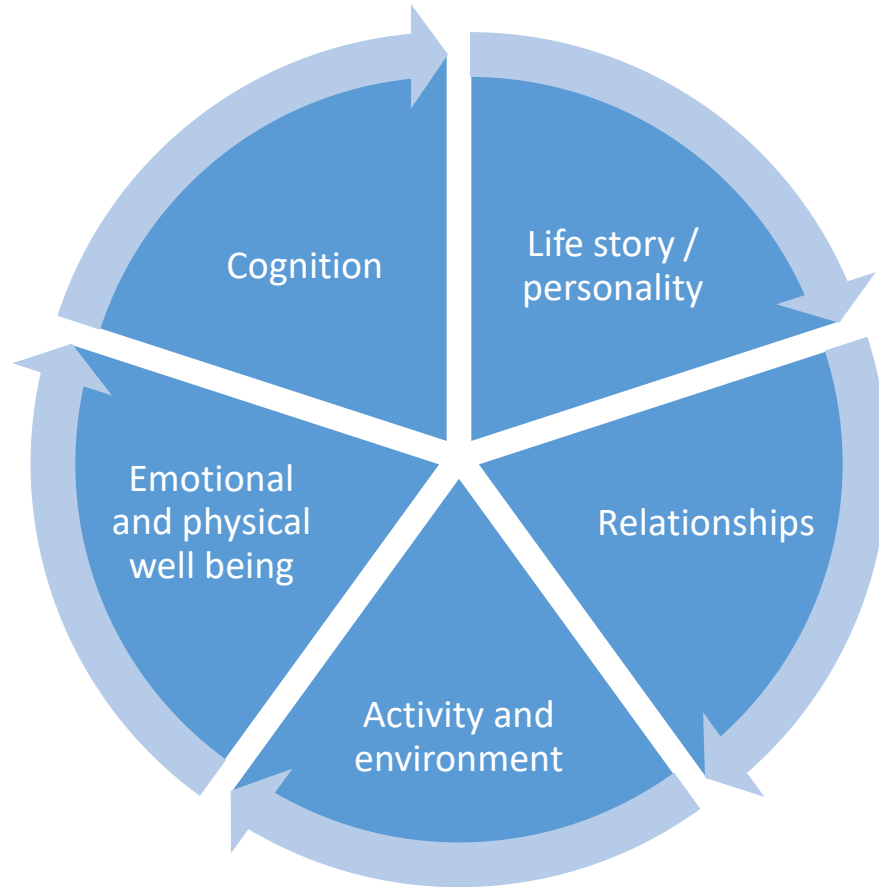 Cognition
Life story /
personality
Relationships
Activity and
environment
Emotional
and physical
well being